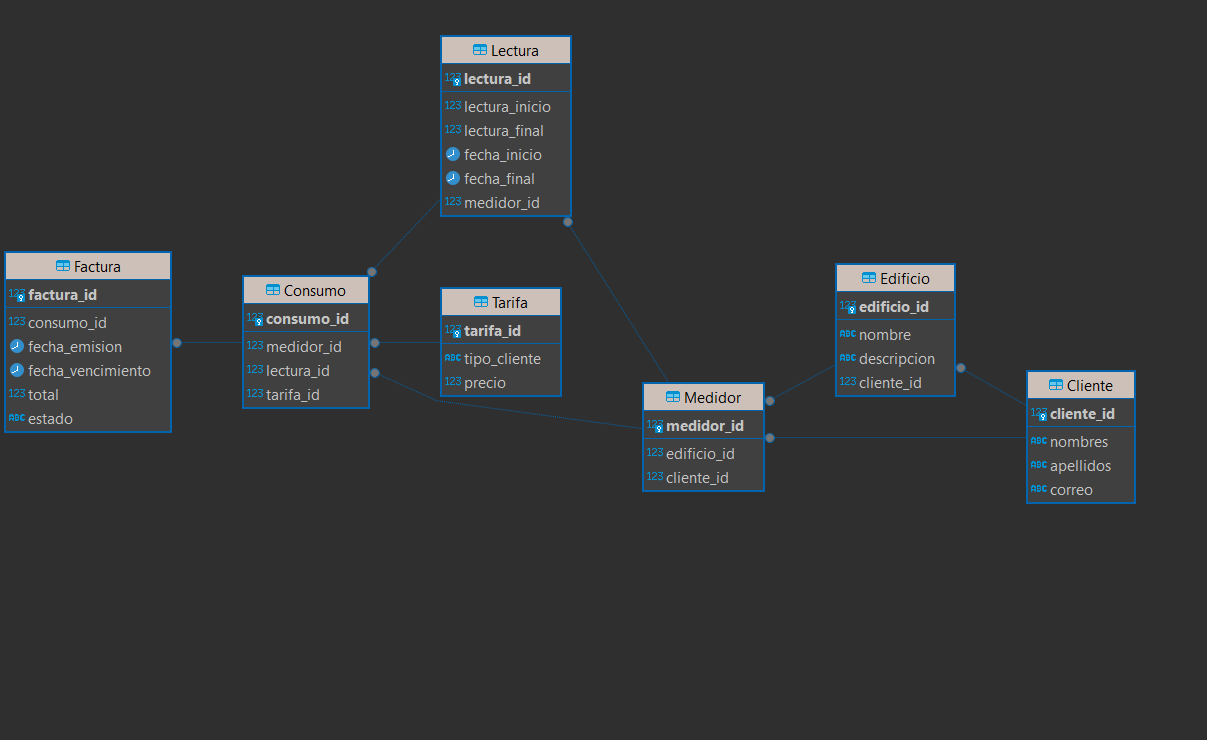 Lectura
123 lectura_id
123 lectura_inicio
123 lectura_final
fecha_inicio
fecha_final
123 medidor_id
Factura
123 factura_id
123 consumo_id
fecha_emision
fecha_vencimiento
123 total
ABC estado
Consumo
123 consumo_id
123 medidor_id
123 lectura_id
123 tarifa_id
Tarifa
123 tarifa_id
ABC tipo_cliente
123 precio
Medidor
123 medidor_id
123 edificio_id
123 cliente_id
Edificio
123 edificio_id
ABC nombre
ABC descripcion
123 cliente_id
Cliente
123 cliente_id
ABC nombres
ABC apellidos
ABC correo